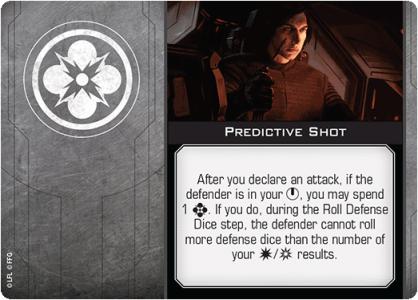 PREDICTIVE SHOT
After you declare an attack, if the
defender is in your , you may spend
1 . If you do, during the Roll Defense
Dice step, the defender cannot roll
more defense dice than the number of
your / results.
© LFL © FFG